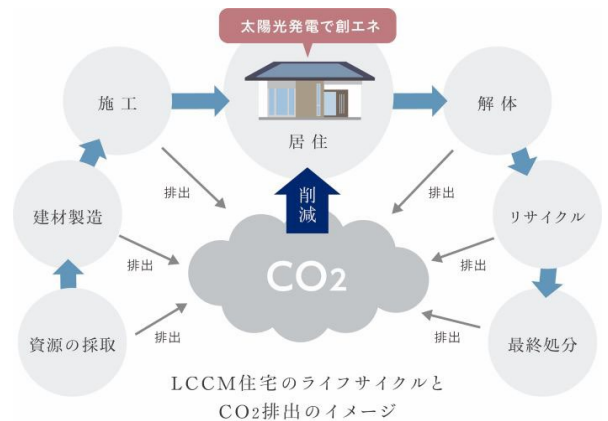 太陽光発電で創エネ
施工
居住
解体
排出
排出
削減
建材製造
リサイクル
排出
排出
CO2
資源の採取
排出
排出
最終処分
LCCM住宅のライフサイクルと
CO2排出のイメージ